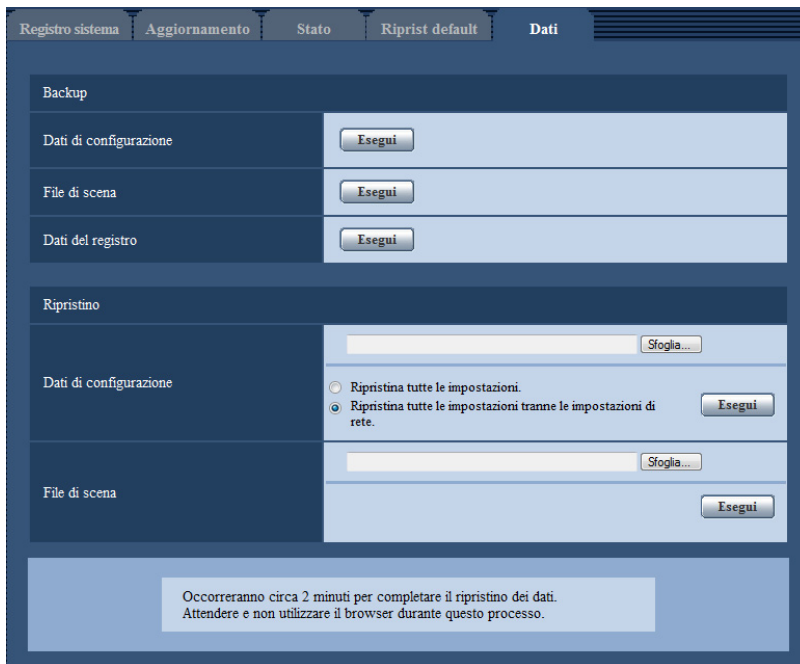 Registro sistema Aggiornamento Stato Riprist default Dati
Backup
Dati di configurazione Esegui
File di scena Esegui
Dati del registro Esegui
Ripristino
Sfoglia...
Dati di configurazione
Ripristina tutte le impostazioni.
Ripristina tutte le impostazioni tranne le impostazioni di
rete.
Esegui
Sfoglia...
File di scena
Esegui
Occorreranno circa 2 minuti per completare il ripristino dei dati.
Attendere e non utilizzare il browser durante questo processo.